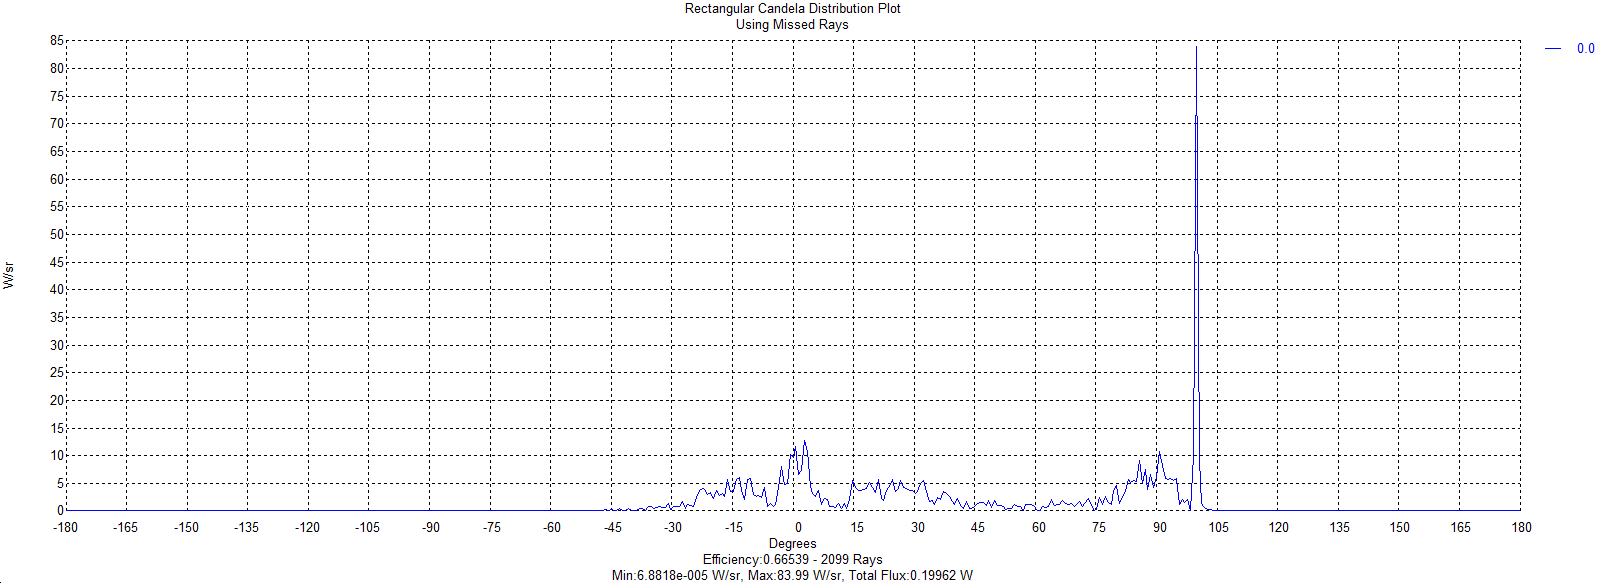 Rectangular Candela Distribution Plot
Using Missed Rays
85
80
75
70
65
60
55
50
45
40
35
30
25
20
15
10
5
0
W/sr
0.0
-180 -165 -150 -135 -120 -105 -90 -75 -60 -45 -30 -15 0 15 30 45 60 75 90 105 120 135 150 165 180
Degrees
Efficiency:0.66539 - 2099 Rays
Min:6.8818e-005 W/sr, Max:83.99 W/sr, Total Flux:0.19962 W